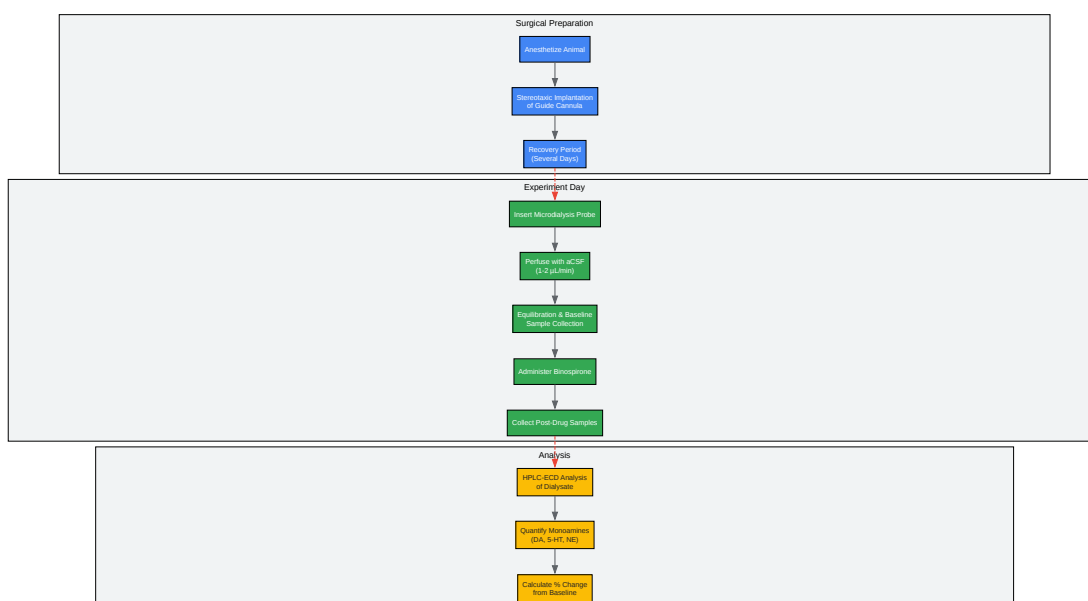 Surgical Preparation
Anesthetize Animal
Stereotaxic Implantation
of Guide Cannula
Recovery Period
(Several Days)
Experiment Day
Insert Microdialysis Probe
Perfuse with aCSF
(1-2 µL/min)
Equilibration & Baseline
Sample Collection
Administer Binospirone
Collect Post-Drug Samples
Analysis
HPLC-ECD Analysis
of Dialysate
Quantify Monoamines
(DA, 5-HT, NE)
Calculate % Change
from Baseline